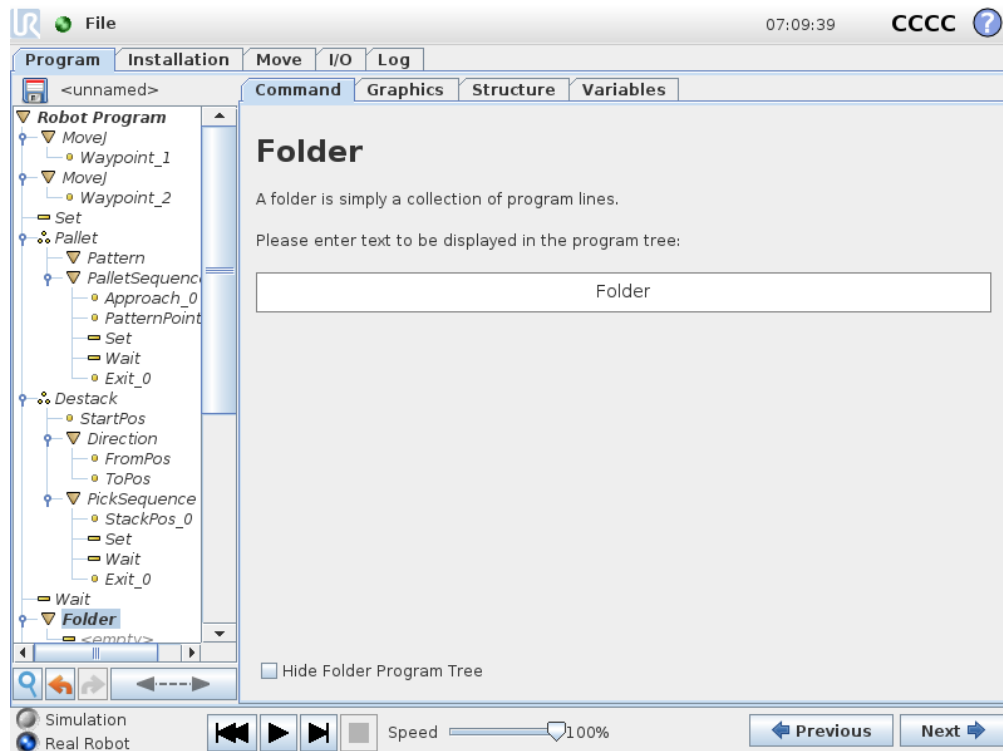 UR File 07:09:39 CCCC ?
Program Installation Move I/O Log
<unnamed> Command Graphics Structure Variables
Robot Program
MoveJ
Waypoint_1
MoveJ
Waypoint_2
Set
Pallet
Pattern
PalletSequenc
Approach_0
PatternPoint
Set
Wait
Exit_0
Destack
StartPos
Direction
FromPos
ToPos
PickSequence
StackPos_0
Set
Wait
Exit_0
Wait
Folder
<empty>
Folder
A folder is simply a collection of program lines.
Please enter text to be displayed in the program tree:
Folder
Hide Folder Program Tree
Simulation
Real Robot
Speed 100%
Previous Next